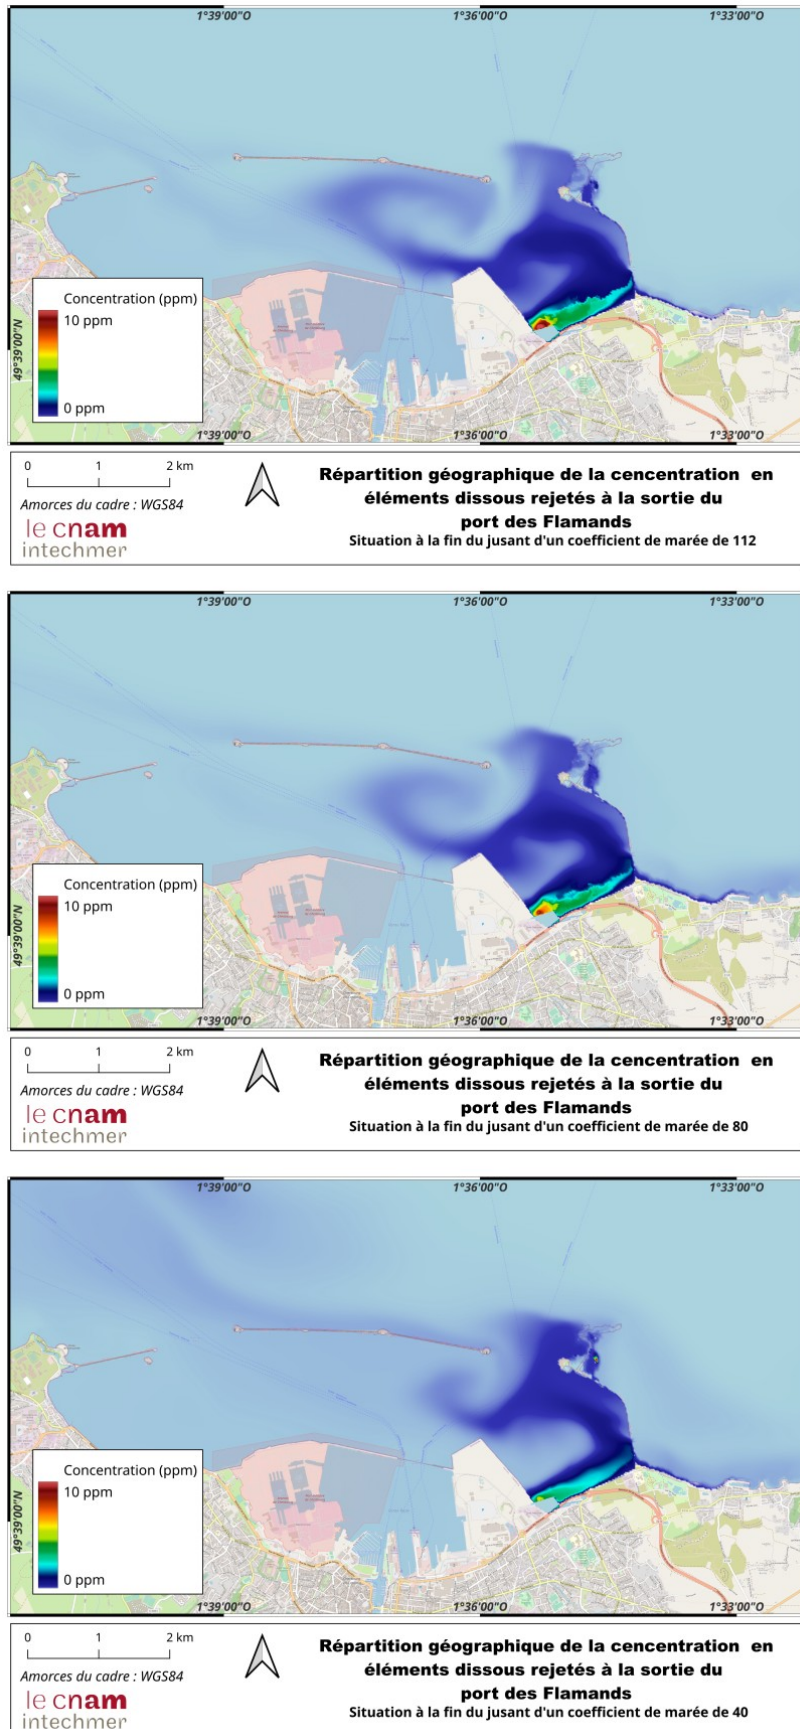 1°39'00"O 1°36'00"O 1°33'00"O
Concentration (ppm)
10 ppm
0 ppm
49°39'00"N
1°39'00"O 1°36'00"O 1°33'00"O
0 1 2 km
Amorces du cadre : WGS84
le cnam
intechmer
Répartition géographique de la cencentration en
éléments dissous rejetés à la sortie du
port des Flamands
Situation à la fin du jusant d'un coefficient de marée de 112
1°39'00"O 1°36'00"O 1°33'00"O
Concentration (ppm)
10 ppm
0 ppm
49°39'00"N
1°39'00"O 1°36'00"O 1°33'00"O
0 1 2 km
Amorces du cadre : WGS84
le cnam
intechmer
Répartition géographique de la cencentration en
éléments dissous rejetés à la sortie du
port des Flamands
Situation à la fin du jusant d'un coefficient de marée de 80
1°39'00"O 1°36'00"O 1°33'00"O
Concentration (ppm)
10 ppm
0 ppm
49°39'00"N
1°39'00"O 1°36'00"O 1°33'00"O
0 1 2 km
Amorces du cadre : WGS84
le cnam
intechmer
Répartition géographique de la cencentration en
éléments dissous rejetés à la sortie du
port des Flamands
Situation à la fin du jusant d'un coefficient de marée de 40